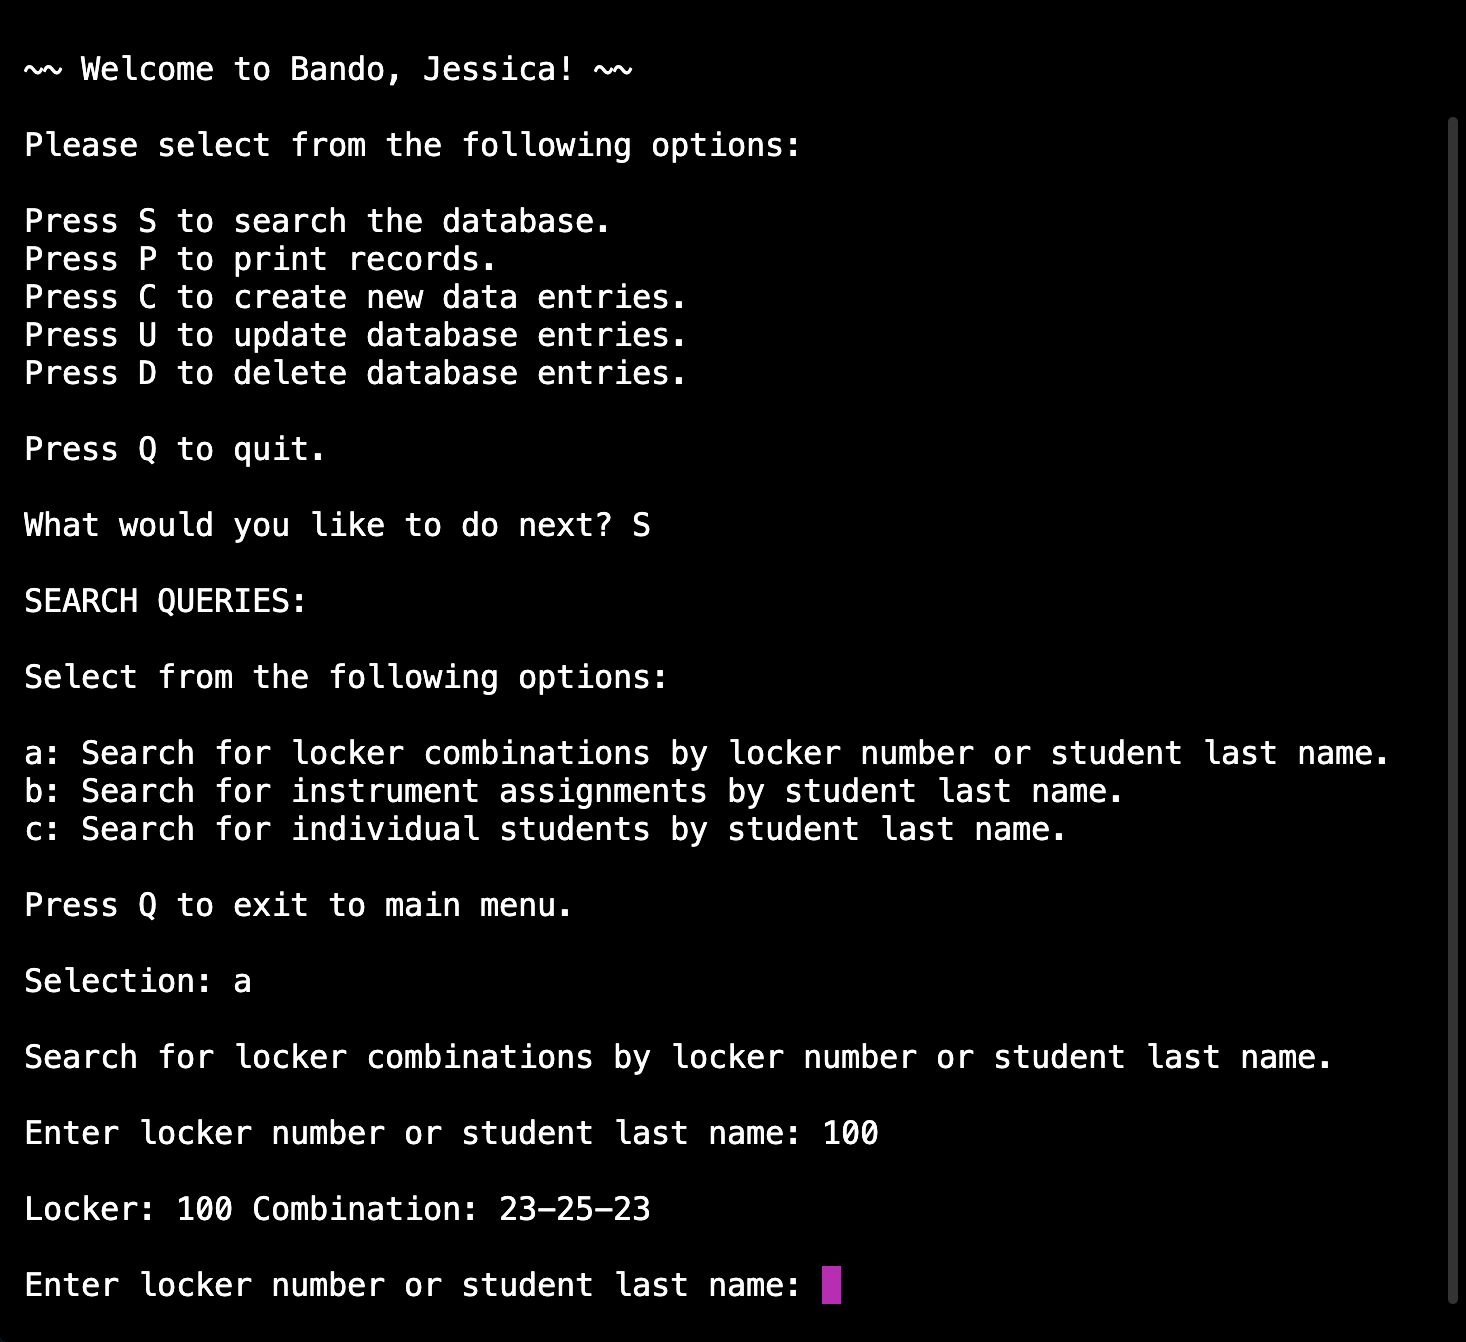 ~~ Welcome to Bando, Jessica! ~~
Please select from the following options:
Press S to search the database.
Press P to print records.
Press C to create new data entries.
Press U to update database entries.
Press D to delete database entries.
Press Q to quit.
What would you like to do next? S
SEARCH QUERIES:
Select from the following options:
a: Search for locker combinations by locker number or student last name.
b: Search for instrument assignments by student last name.
c: Search for individual students by student last name.
Press Q to exit to main menu.
Selection: a
Search for locker combinations by locker number or student last name.
Enter locker number or student last name: 100
Locker: 100 Combination: 23-25-23
Enter locker number or student last name: